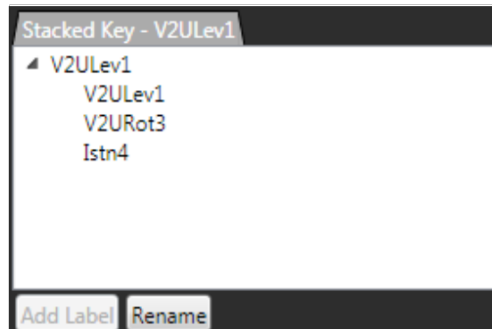 Stacked Key - V2ULev1
V2ULev1
V2ULev1
V2URot3
Istn4
Add Label Rename